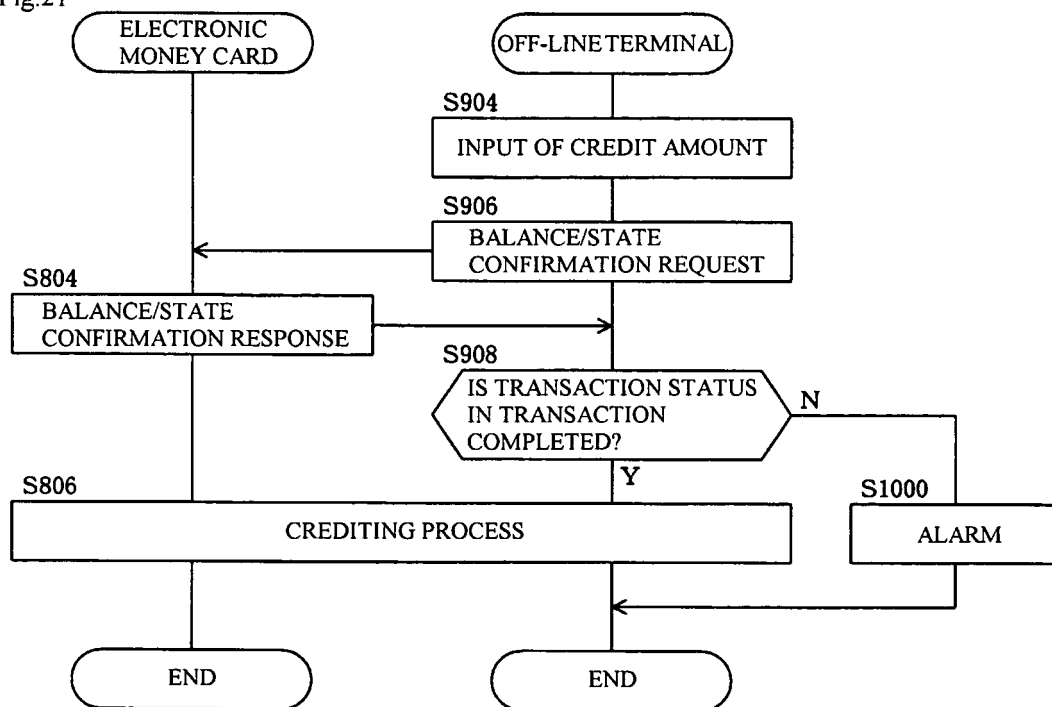 Fig.21
ELECTRONIC
MONEY CARD
OFF-LINE TERMINAL
S904
INPUT OF CREDIT AMOUNT
S906
BALANCE/STATE
CONFIRMATION REQUEST
S804
BALANCE/STATE
CONFIRMATION RESPONSE
S908
IS TRANSACTION STATUS
IN TRANSACTION
COMPLETED?
N
Y
S806
CREDITING PROCESS
S1000
ALARM
END
END